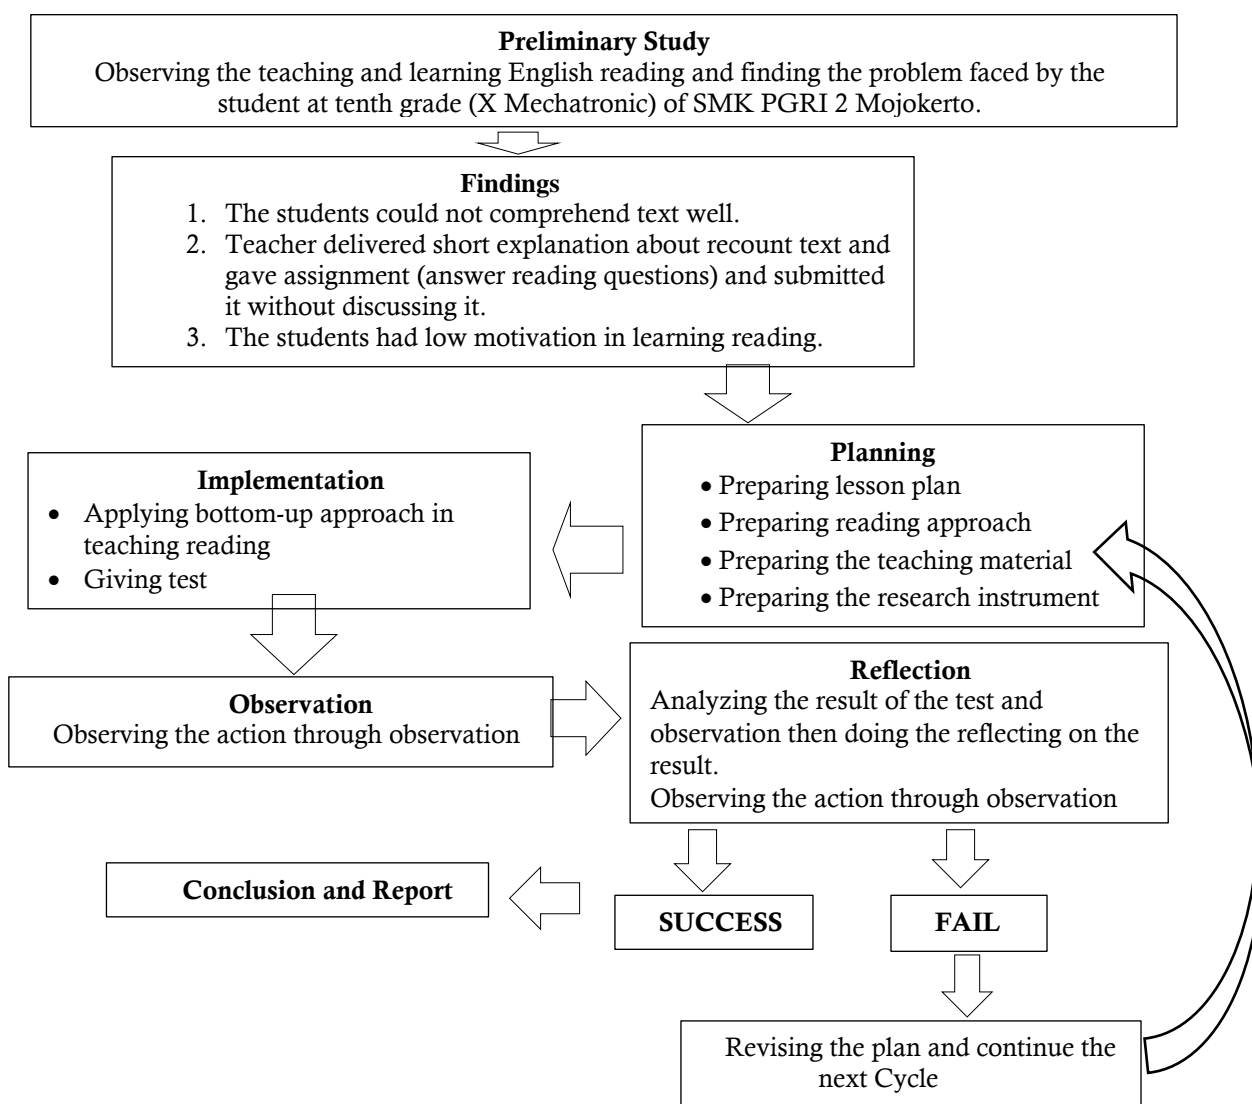 Preliminary Study
Observing the teaching and learning English reading and finding the problem faced by the
student at tenth grade (X Mechatronic) of SMK PGRI 2 Mojokerto.
Findings
1. The students could not comprehend text well.
2. Teacher delivered short explanation about recount text and
gave assignment (answer reading questions) and submitted
it without discussing it.
3. The students had low motivation in learning reading.
Planning
• Preparing lesson plan
• Preparing reading approach
• Preparing the teaching material
• Preparing the research instrument
Implementation
• Applying bottom-up approach in
teaching reading
• Giving test
Observation
Observing the action through observation
Reflection
Analyzing the result of the test and
observation then doing the reflecting on the
result.
Observing the action through observation
SUCCESS
FAIL
Conclusion and Report
Revising the plan and continue the
next Cycle